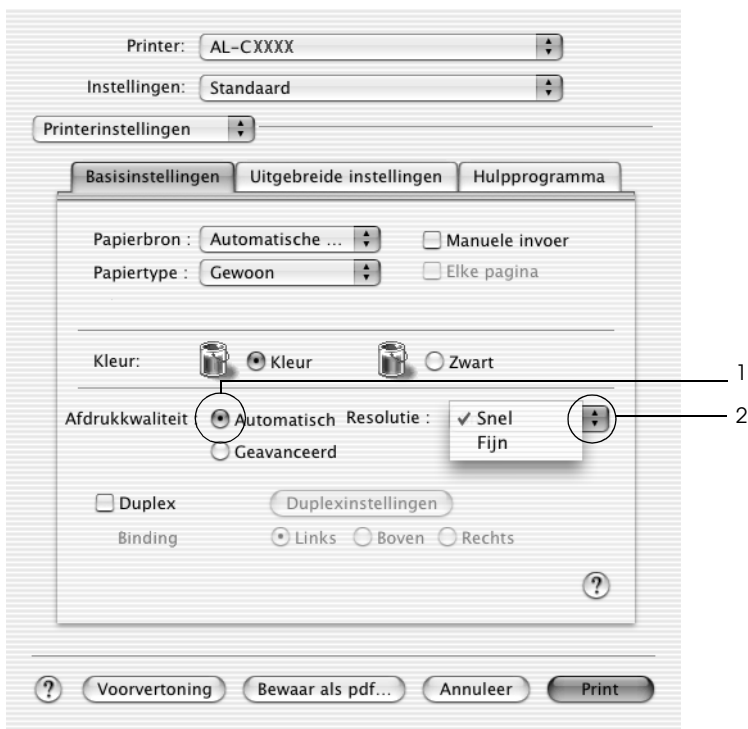 Printer: AL-CXXXX
Instellingen: Standaard
Printerinstellingen
Basisinstellingen Uitgebreide instellingen Hulpprogramma
Papierbron : Automatische ... Manuele invoer
Papiertype : Gewoon Elke pagina
Kleur: Kleur Zwart
1
Afdrukkwaliteit Automatisch Resolutie : ✓ Snel 2
Geavanceerd Fijn
Duplex Duplexinstellingen
Binding Links Boven Rechts
?
? Voorvertoning Bewaar als pdf... Annuleer Print